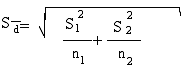 S_d̅ = √(S₁²/n₁ + S₂²/n₂)